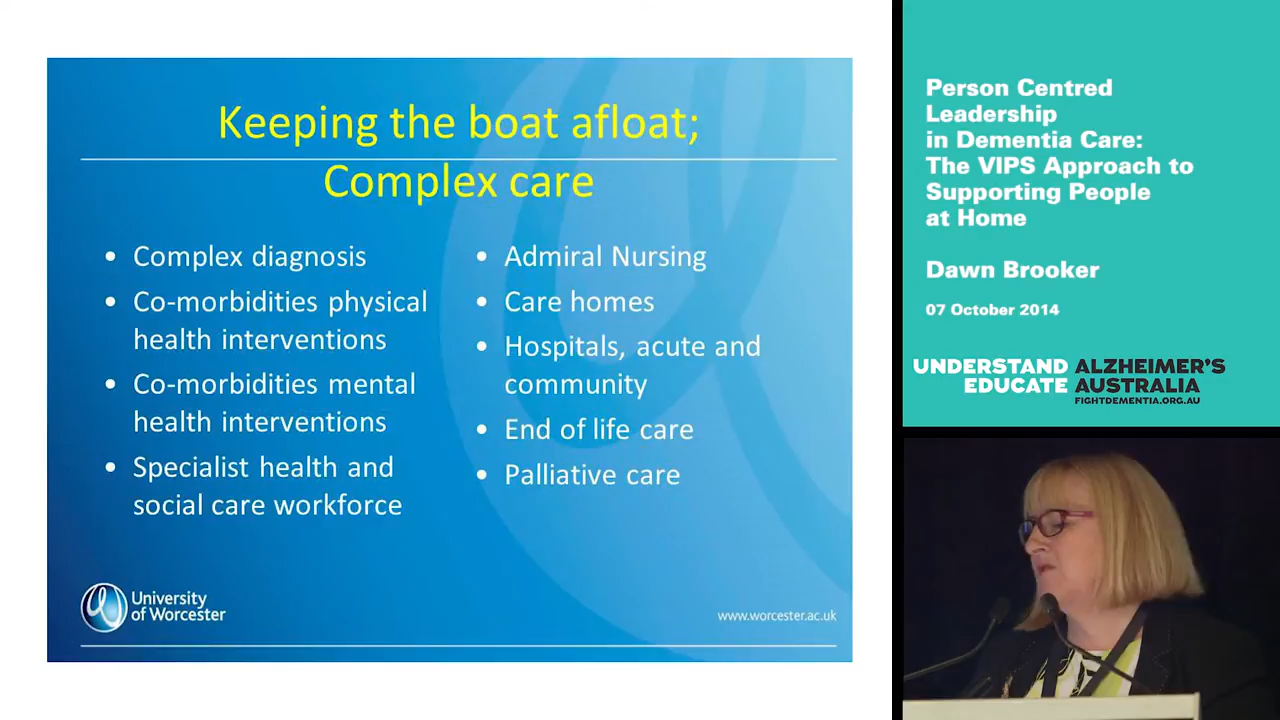 Keeping the boat afloat;
Complex care
• Complex diagnosis
• Co-morbidities physical
health interventions
• Co-morbidities mental
health interventions
• Specialist health and
social care workforce
• Admiral Nursing
• Care homes
• Hospitals, acute and
community
• End of life care
• Palliative care
University
of Worcester
www.worcester.ac.uk
Person Centred
Leadership
in Dementia Care:
The VIPS Approach to
Supporting People
at Home
Dawn Brooker
07 October 2014
UNDERSTAND ALZHEIMER'S
EDUCATE AUSTRALIA
FIGHTDEMENTIA.ORG.AU